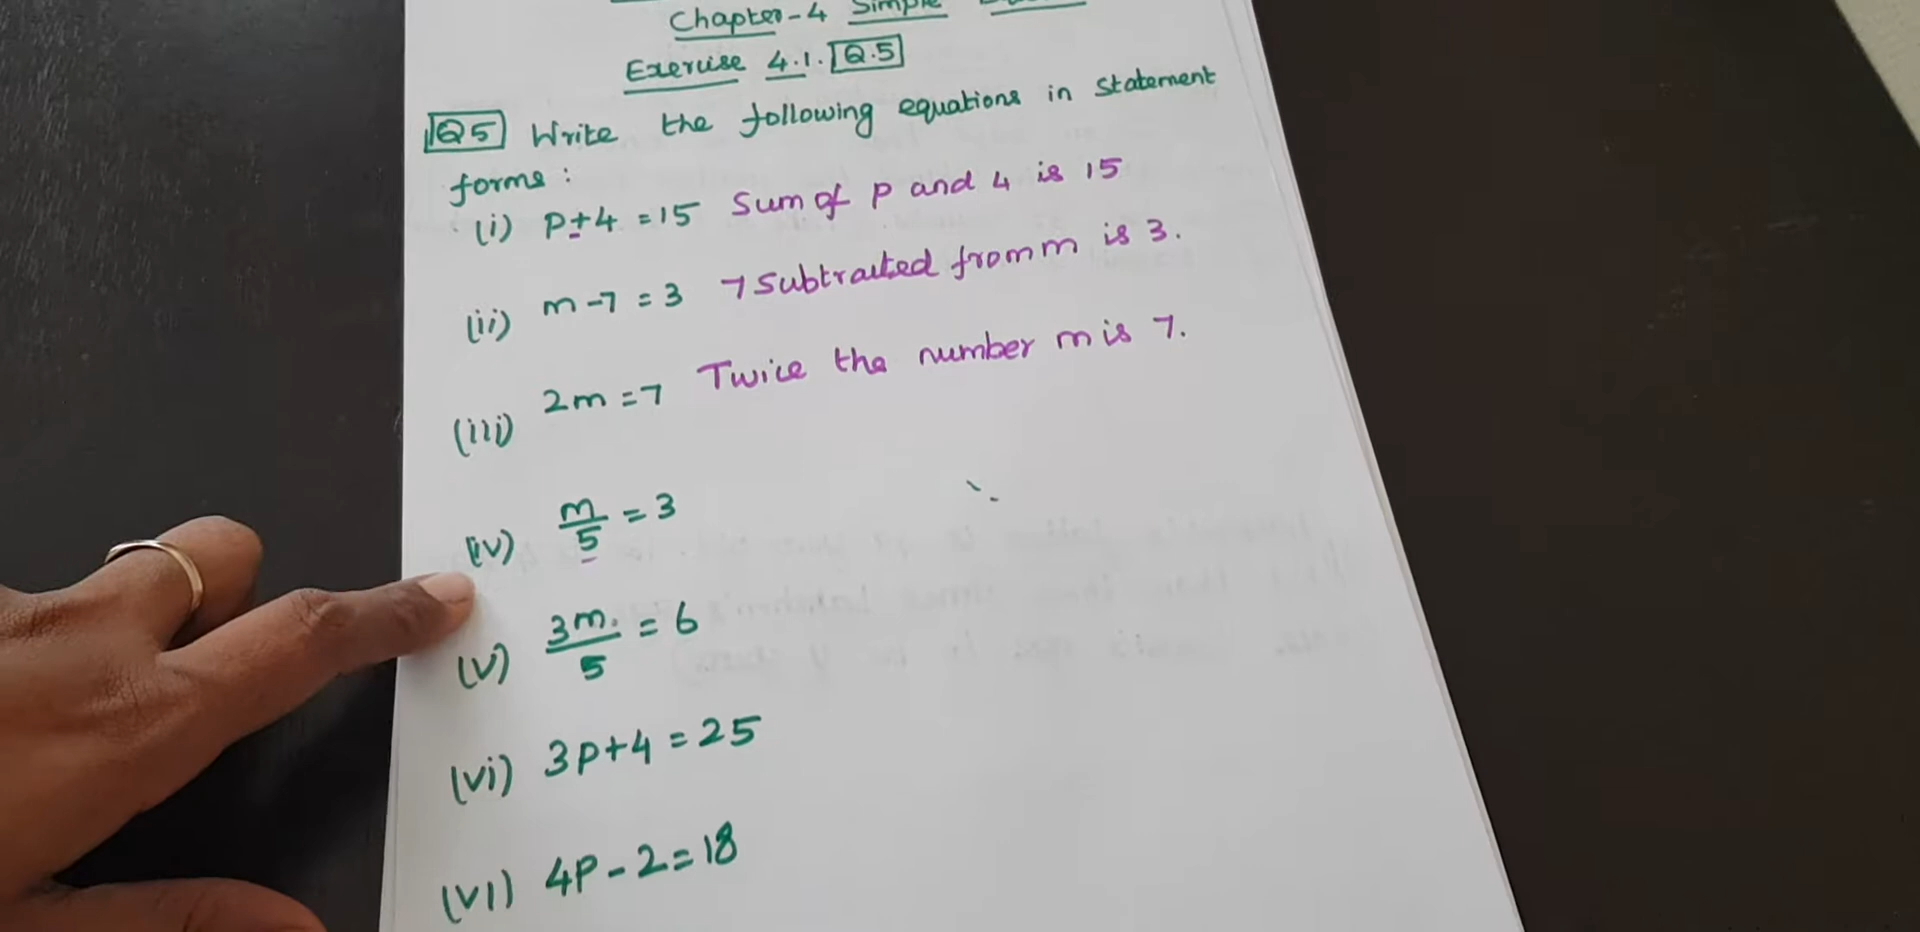 Chapter-4 Simple
Exercise 4.1. Q.5
Q5 Write the following equations in statement
forms:
(i) p+4 =15 Sum of p and 4 is 15
(ii) m-7 = 3 7 subtracted from m is 3.
(iii) 2m =7 Twice the number m is 7.
(iv) m/5 = 3
(v) 3m/5 = 6
(vi) 3p+4 = 25
(vi) 4p-2=18